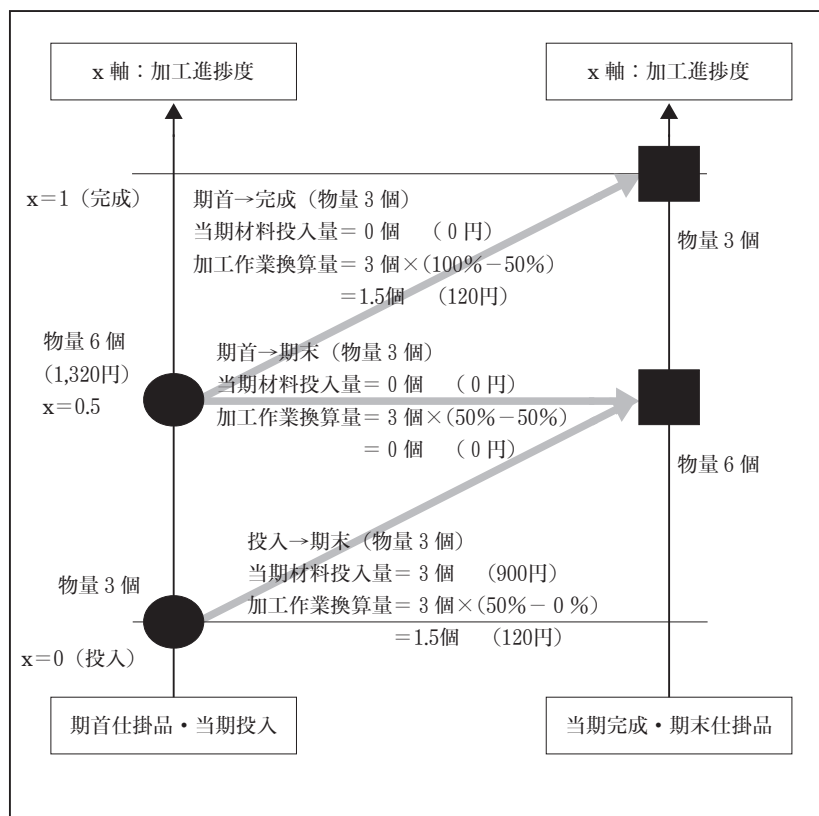 x 軸：加工進捗度
x 軸：加工進捗度
x＝1（完成）
期首→完成（物量 3 個）
当期材料投入量＝ 0 個　（ 0 円）
加工作業換算量＝ 3 個×（100％－50％）
＝1.5個　（120円）
物量 3 個
物量 6 個
（1,320円）
x＝0.5
期首→期末（物量 3 個）
当期材料投入量＝ 0 個　（ 0 円）
加工作業換算量＝ 3 個×（50％－50％）
＝ 0 個　（ 0 円）
物量 6 個
投入→期末（物量 3 個）
当期材料投入量＝ 3 個　（900円）
加工作業換算量＝ 3 個×（50％－ 0 ％）
＝1.5個　（120円）
物量 3 個
x＝0（投入）
期首仕掛品・当期投入
当期完成・期末仕掛品